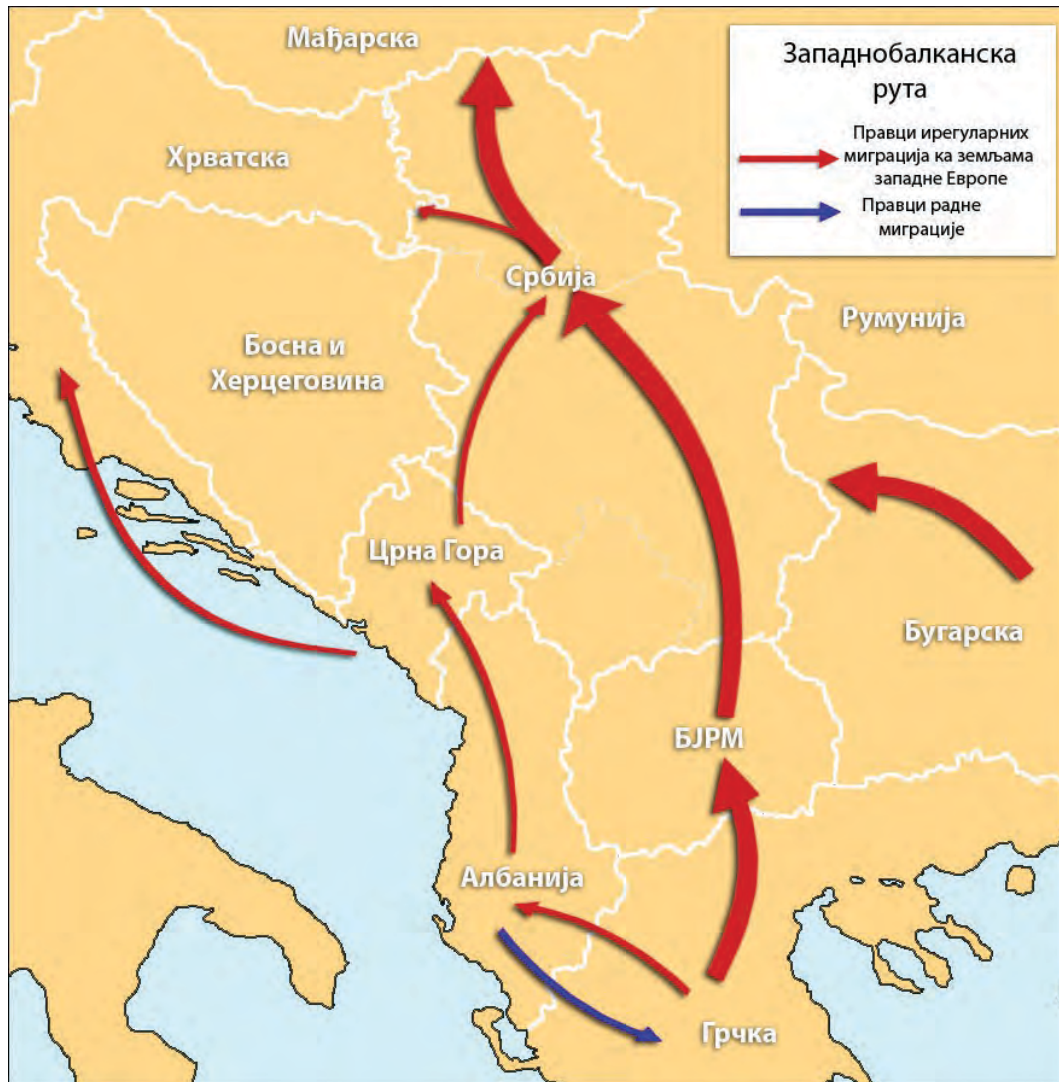 Мађарска
Западнобалканска
рута
Правци ирегуларних
миграција ка земљама
западне Европе
Правци радне
миграције
Хрватска
Србија
Румунија
Босна и
Херцеговина
Црна Гора
Бугарска
БЈРМ
Албанија
Грчка